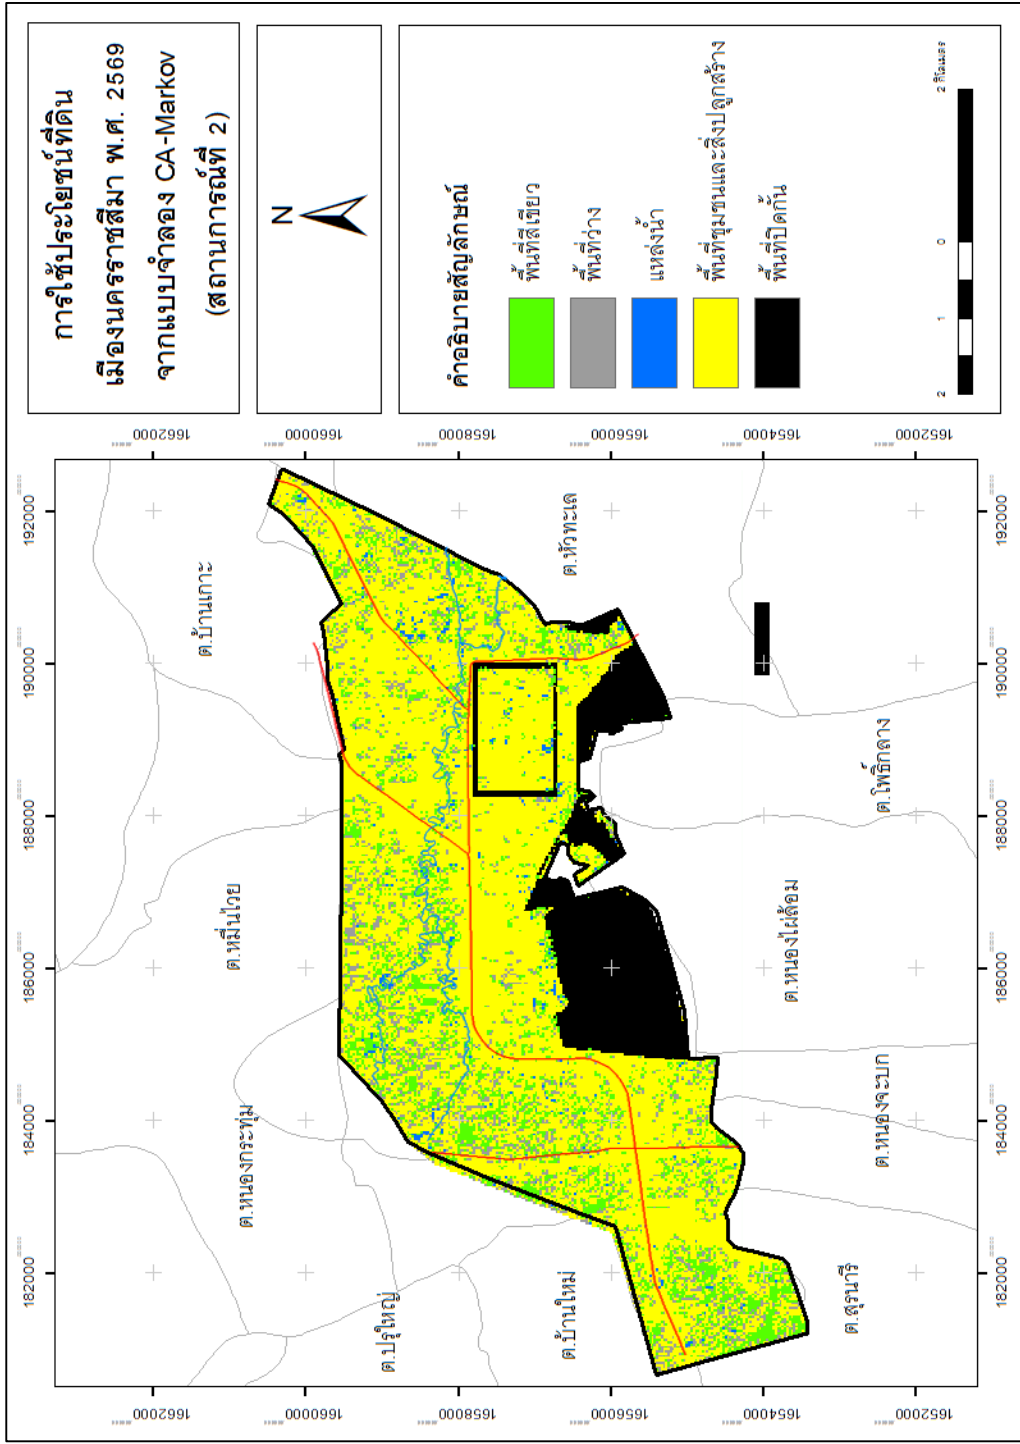 การใช้ประโยชน์ที่ดิน
เมืองนครราชสีมา พ.ศ. 2569
จากแบบจำลอง CA-Markov
(สถานการณ์ที่ 2)
N
คำอธิบายสัญลักษณ์
พื้นที่สีเขียว
พื้นที่ว่าง
แหล่งน้ำ
พื้นที่ชุมชนและสิ่งปลูกสร้าง
พื้นที่ปิดกั้น
2 1 0 2 กิโลเมตร
182000 184000 186000 188000 190000 192000
1662000 1662000
1660000 1660000
1658000 1658000
1656000 1656000
1654000 1654000
1652000 1652000
182000 184000 186000 188000 190000 192000
ต.บ้านเกาะ
ต.หมื่นไวย
ต.หนองกระทุ่ม
ต.ปรุใหญ่
ต.บ้านใหม่
ต.หัวทะเล
ต.โพธิ์กลาง
ต.หนองไผ่ล้อม
ต.หนองจะบก
ต.สุรนารี